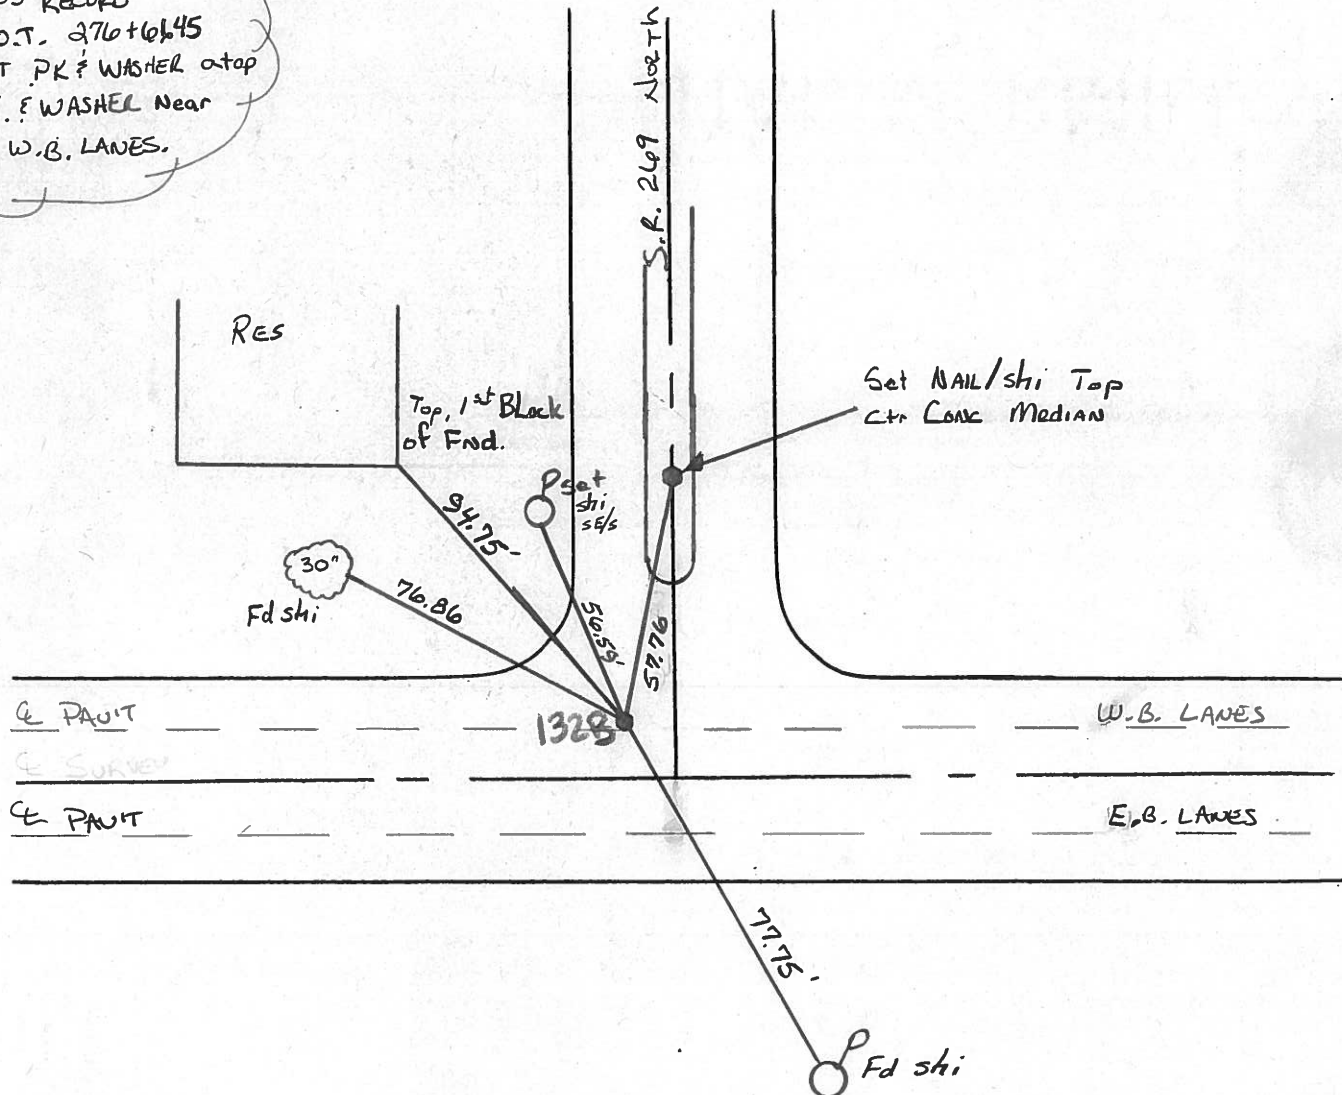 RECORD
O.T. 276+61.45
PK & WASHER atop
& WASHER Near
W.B. LANES.
S.R. 269 North
RES
Top, 1st Block
of Fnd.
Set NAIL/shi Top
Ctr Conc Median
set
shi
SE/S
94.75'
30"
Fd shi
76.86
56.59'
57.76
1328
℄ PAV'T
W.B. LANES
℄ SURVEY
℄ PAV'T
E.B. LANES
77.75'
Fd shi